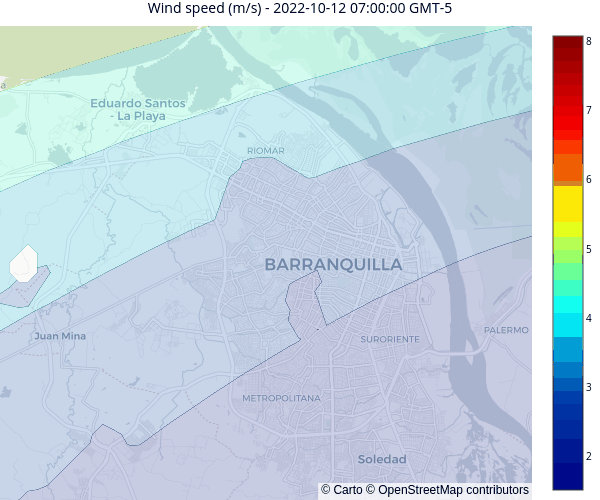 Wind speed (m/s) - 2022-10-12 07:00:00 GMT-5
8
a
Eduardo Santos
- La Playa
7
RIOMAR
6
5
BARRANQUILLA
4
Juan Mina
SURORIENTE
PALERMO
3
METROPOLITANA
2
Soledad
© Carto © OpenStreetMap contributors